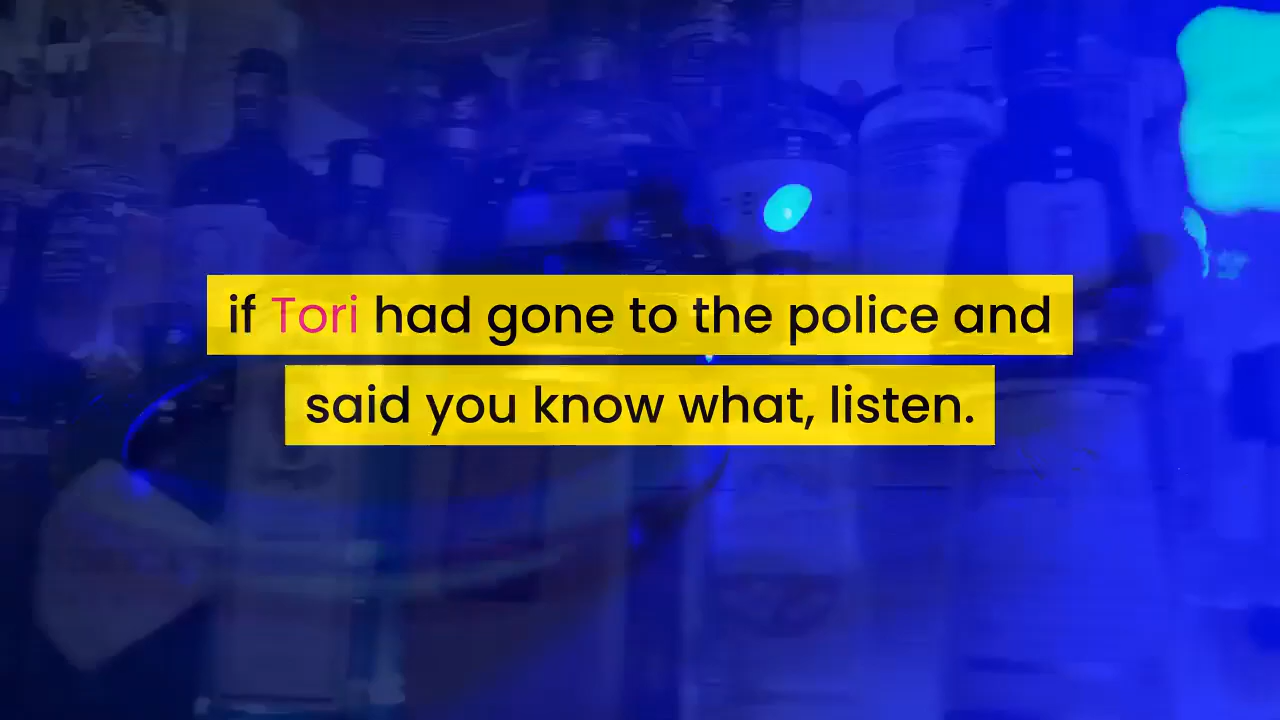 if Tori had gone to the police and
said you know what, listen.